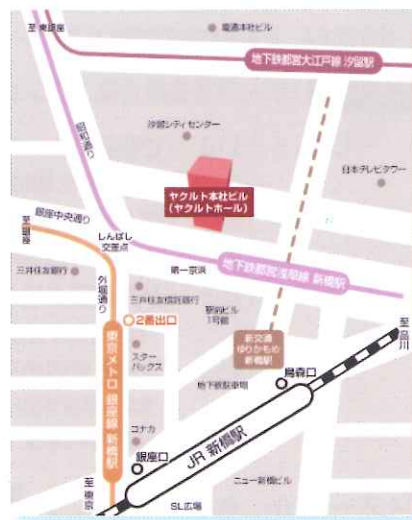 至 東銀座
電通本社ビル
地下鉄都営大江戸線 汐留駅
昭和通り
汐留シティセンター
日本テレビタワー
ヤクルト本社ビル
(ヤクルトホール)
銀座中央通り
至 銀座
しんばし
交差点
三井住友銀行
第一京浜
地下鉄都営浅草線 新橋駅
外堀通り
三井住友信託銀行
2番出口
駅前ビル
1号館
至 品川
スター
バックス
新交通
ゆりかもめ
新橋駅
東京メトロ 銀座線 新橋駅
地下鉄駐車場
烏森口
コナカ
JR 新橋駅
銀座口
至 東京
ニュー新橋ビル
SL広場